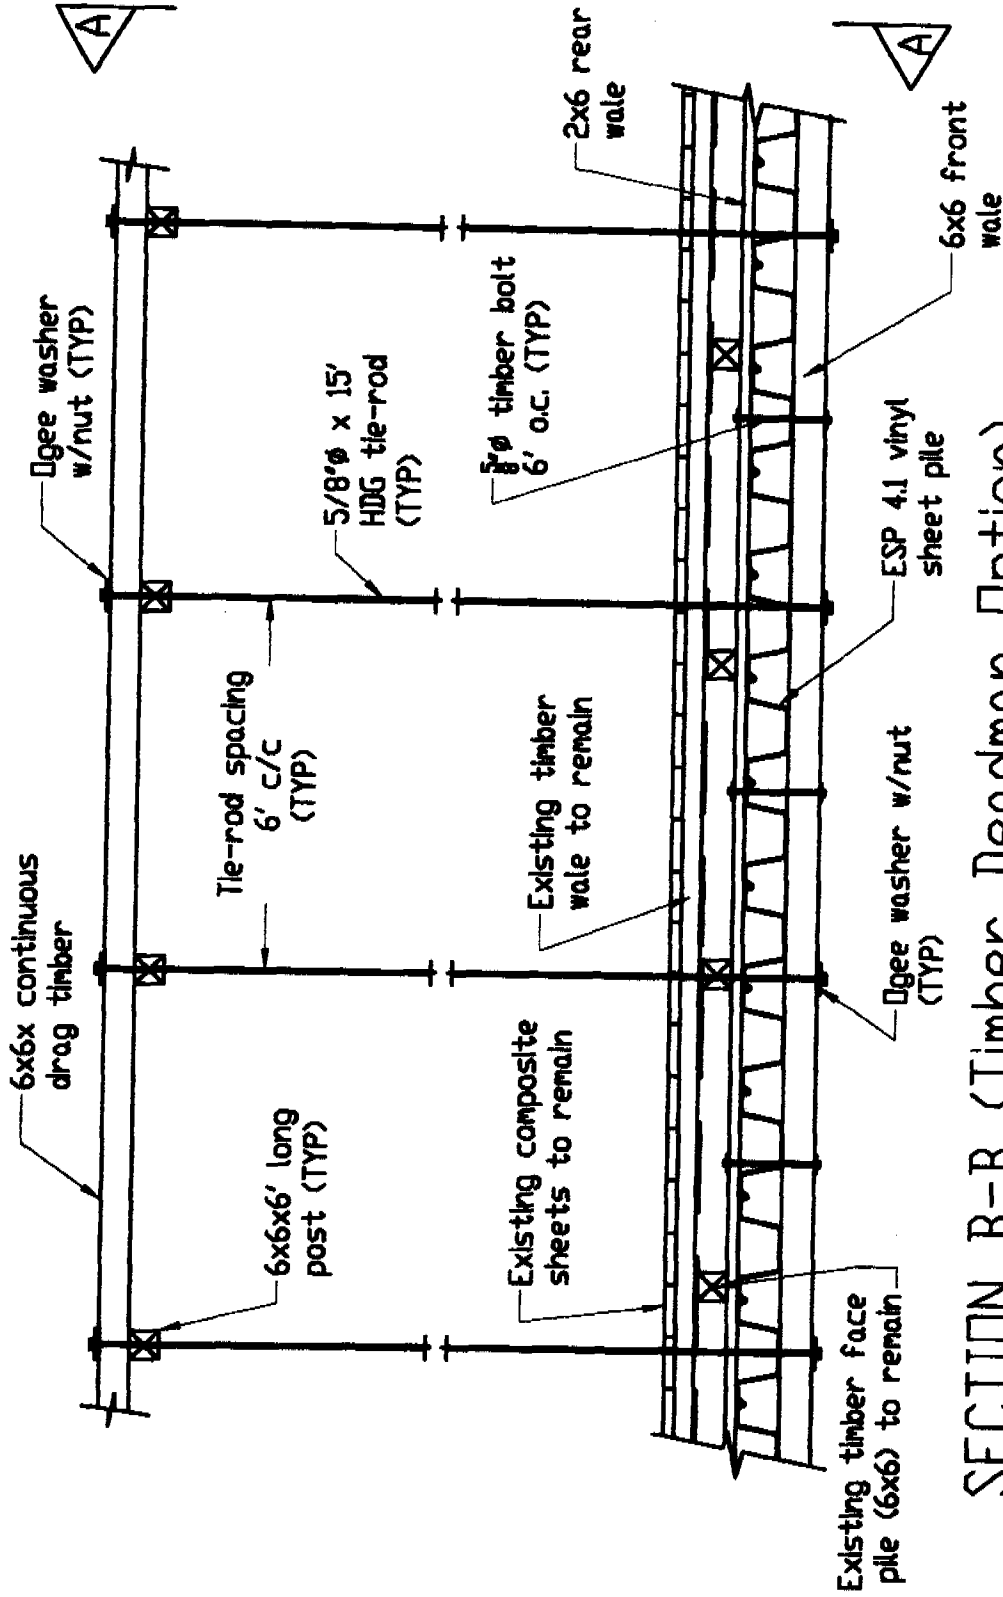 A
A
6x6x continuous
drag timber
Ogee washer
w/nut (TYP)
6x6x6' long
post (TYP)
Tie-rod spacing
6' c/c
(TYP)
5/8"ø x 15'
HDG tie-rod
(TYP)
2x6 rear
wale
Existing composite
sheets to remain
Existing timber
wale to remain
5/8"ø timber bolt
6' o.c. (TYP)
Existing timber face
pile (6x6) to remain
Ogee washer w/nut
(TYP)
ESP 4.1 vinyl
sheet pile
6x6 front
wale
SECTION B-B (Timber Deadman Option)